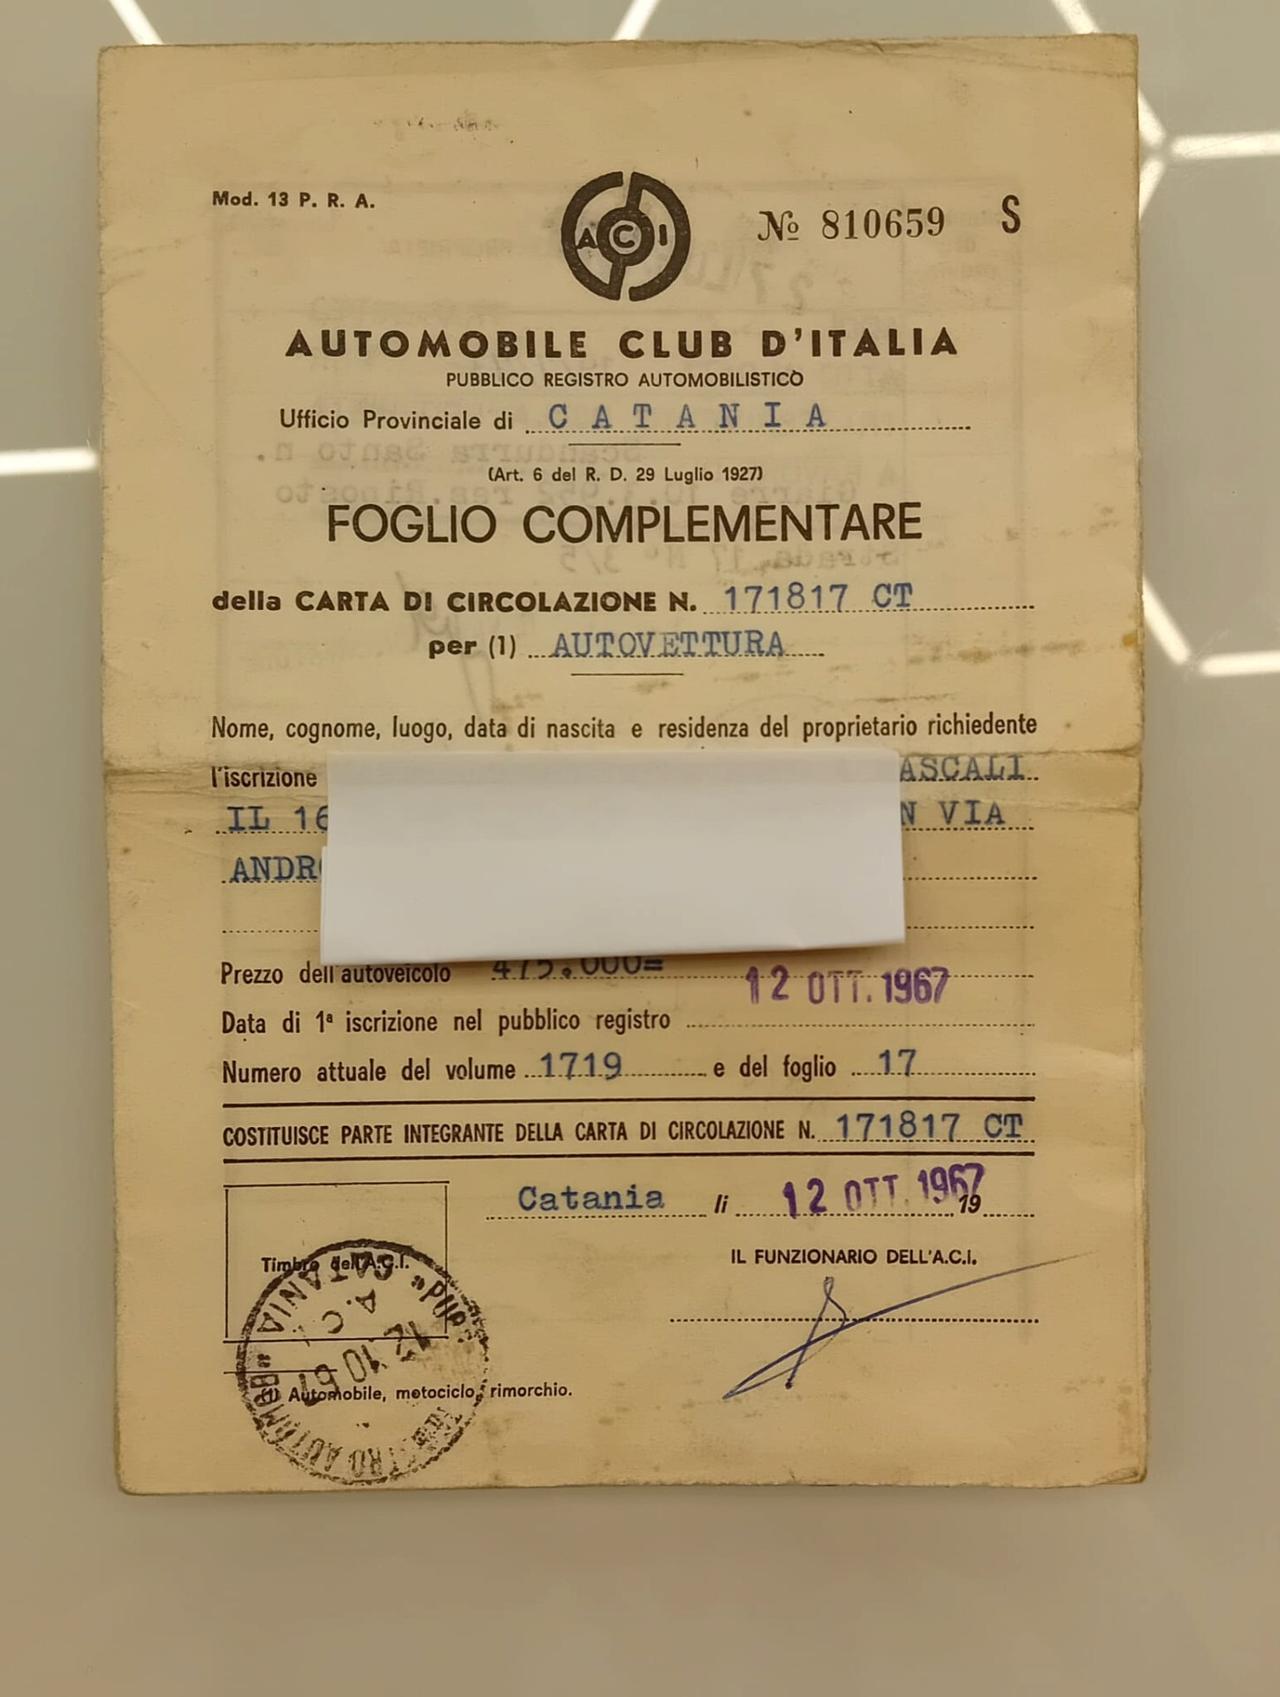 Mod. 13 P. R. A.
ACI
№ 810659 S
AUTOMOBILE CLUB D'ITALIA
PUBBLICO REGISTRO AUTOMOBILISTICO
Ufficio Provinciale di CATANIA
(Art. 6 del R. D. 29 Luglio 1927)
FOGLIO COMPLEMENTARE
della CARTA DI CIRCOLAZIONE N. 171817 CT
per (1) AUTOVETTURA
Nome, cognome, luogo, data di nascita e residenza del proprietario richiedente
l'iscrizione ASCALI
IL 16 N VIA
ANDR
Prezzo dell'autoveicolo 475.000=
12 OTT. 1967
Data di 1ª iscrizione nel pubblico registro
Numero attuale del volume 1719 e del foglio 17
COSTITUISCE PARTE INTEGRANTE DELLA CARTA DI CIRCOLAZIONE N. 171817 CT
Catania li 12 OTT. 1967 19
Timbro dell'A.C.I.
IL FUNZIONARIO DELL'A.C.I.
CATANIA
A. C.
10 67
(1) Automobile, motociclo, rimorchio.